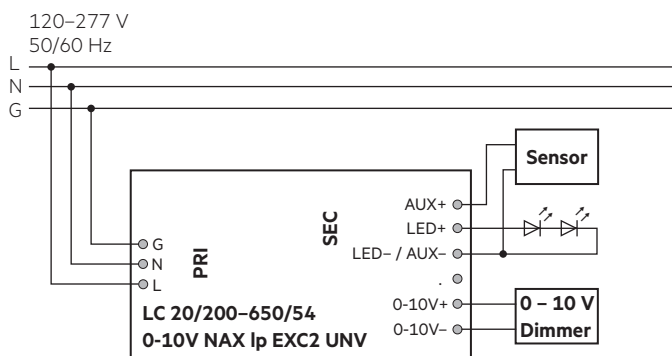 120–277 V
50/60 Hz
L
N
G
Sensor
AUX+
LED+
LED– / AUX–
.
0-10V+
0-10V–
SEC
PRI
G
N
L
0 – 10 V
Dimmer
LC 20/200–650/54
0-10V NAX lp EXC2 UNV